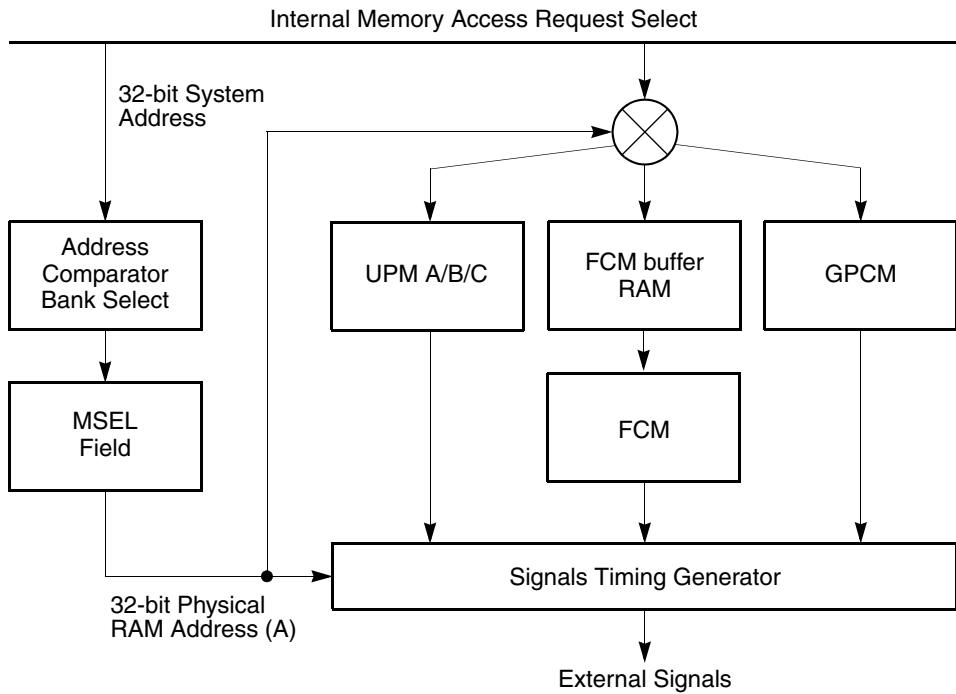 Internal Memory Access Request Select
32-bit System
Address
Address
Comparator
Bank Select
MSEL
Field
UPM A/B/C
FCM buffer
RAM
GPCM
FCM
Signals Timing Generator
32-bit Physical
RAM Address (A)
External Signals